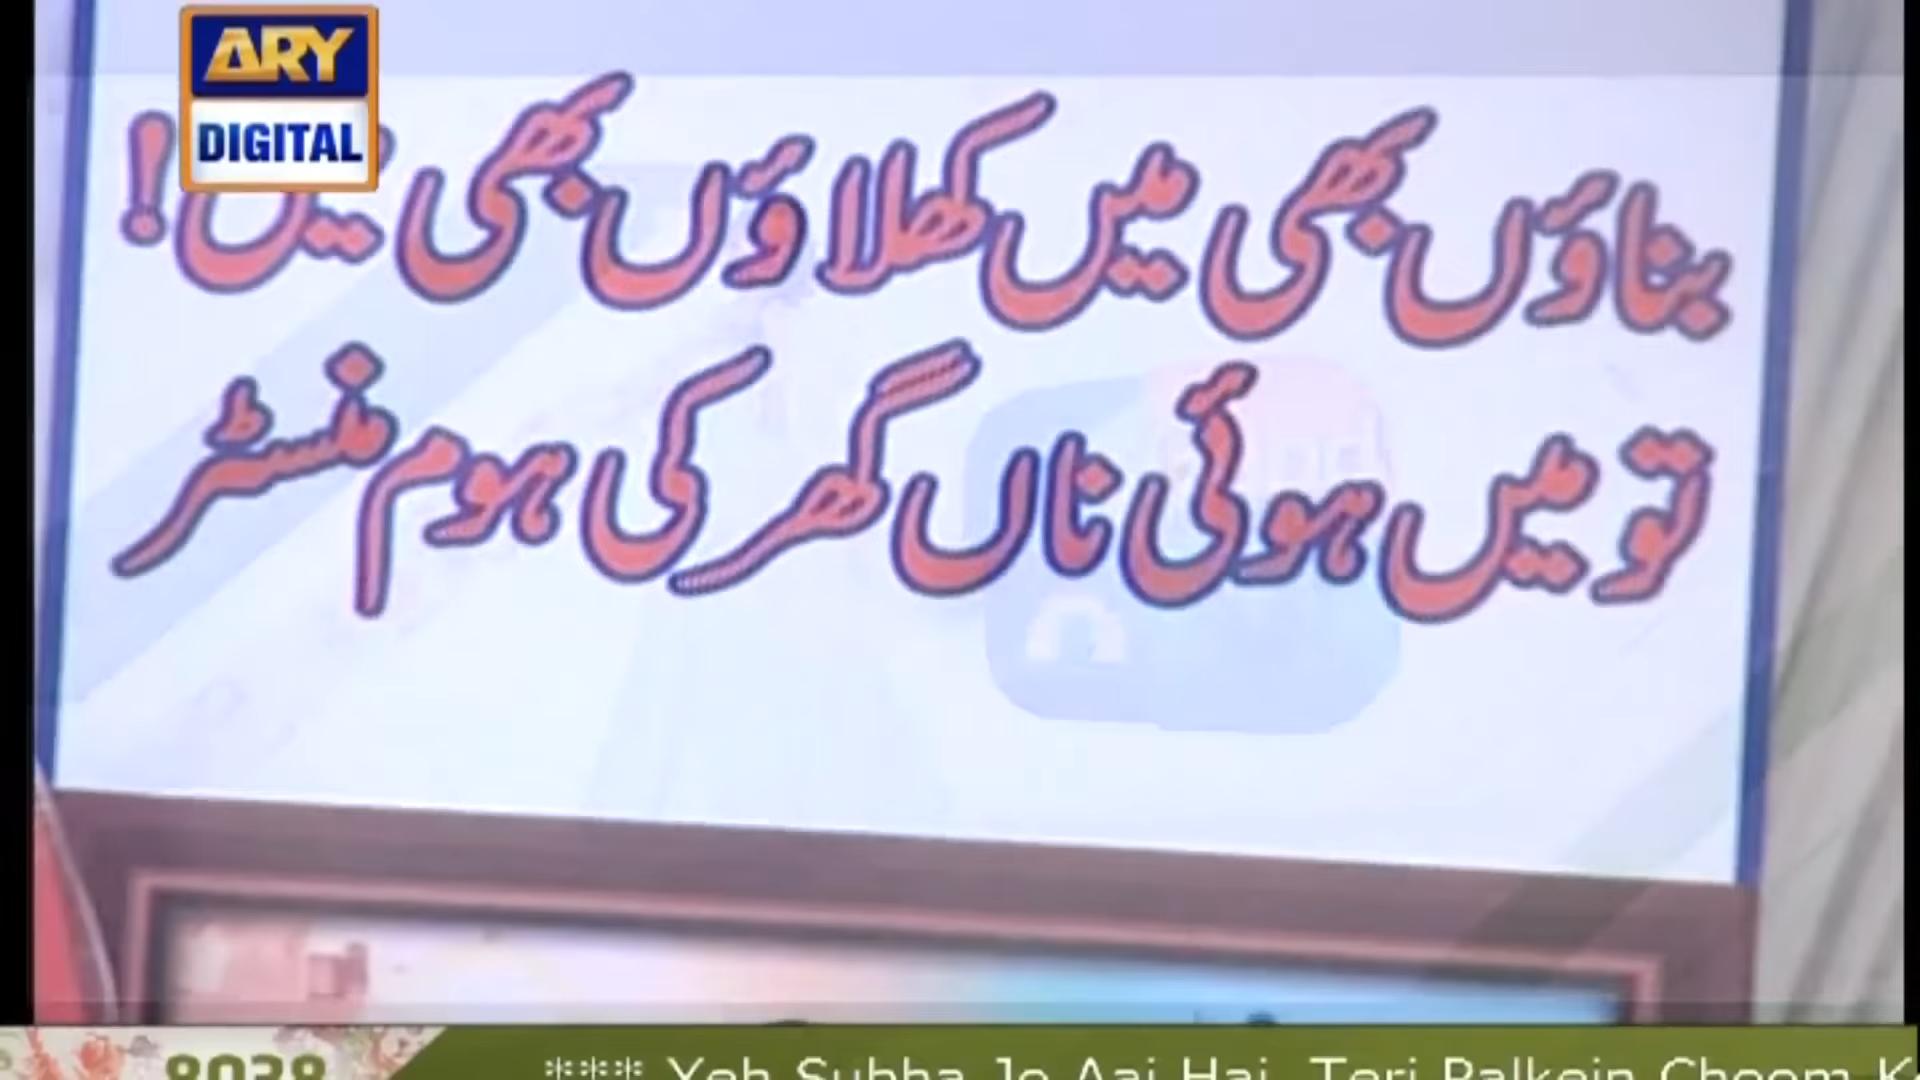 ARY
DIGITAL
بناؤں بھی میں کھلاؤں بھی میں!
تو میں ہوئی ناں گھر کی ہوم منسٹر
8038
*** Yeh Subha Jo Aai Hai, Teri Palkein Choom K